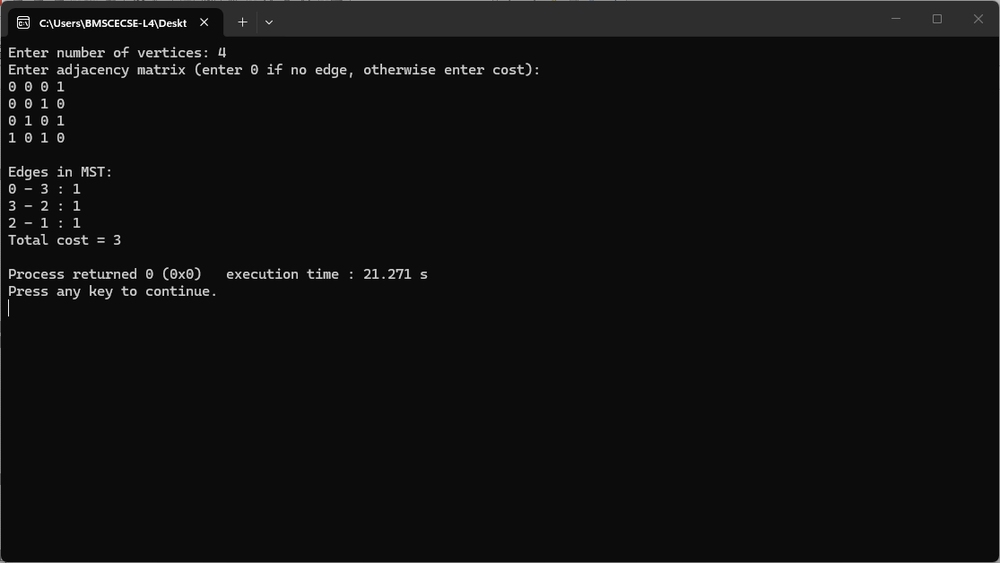 C:\Users\BMSCECSE-L4\Deskt
Enter number of vertices: 4
Enter adjacency matrix (enter 0 if no edge, otherwise enter cost):
0 0 0 1
0 0 1 0
0 1 0 1
1 0 1 0
Edges in MST:
0 - 3 : 1
3 - 2 : 1
2 - 1 : 1
Total cost = 3
Process returned 0 (0x0)   execution time : 21.271 s
Press any key to continue.